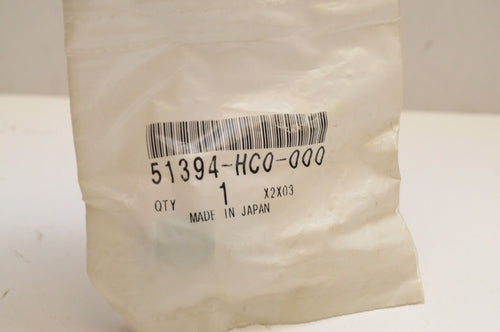 51394-HC0-000
QTY 1 X2X03
MADE IN JAPAN